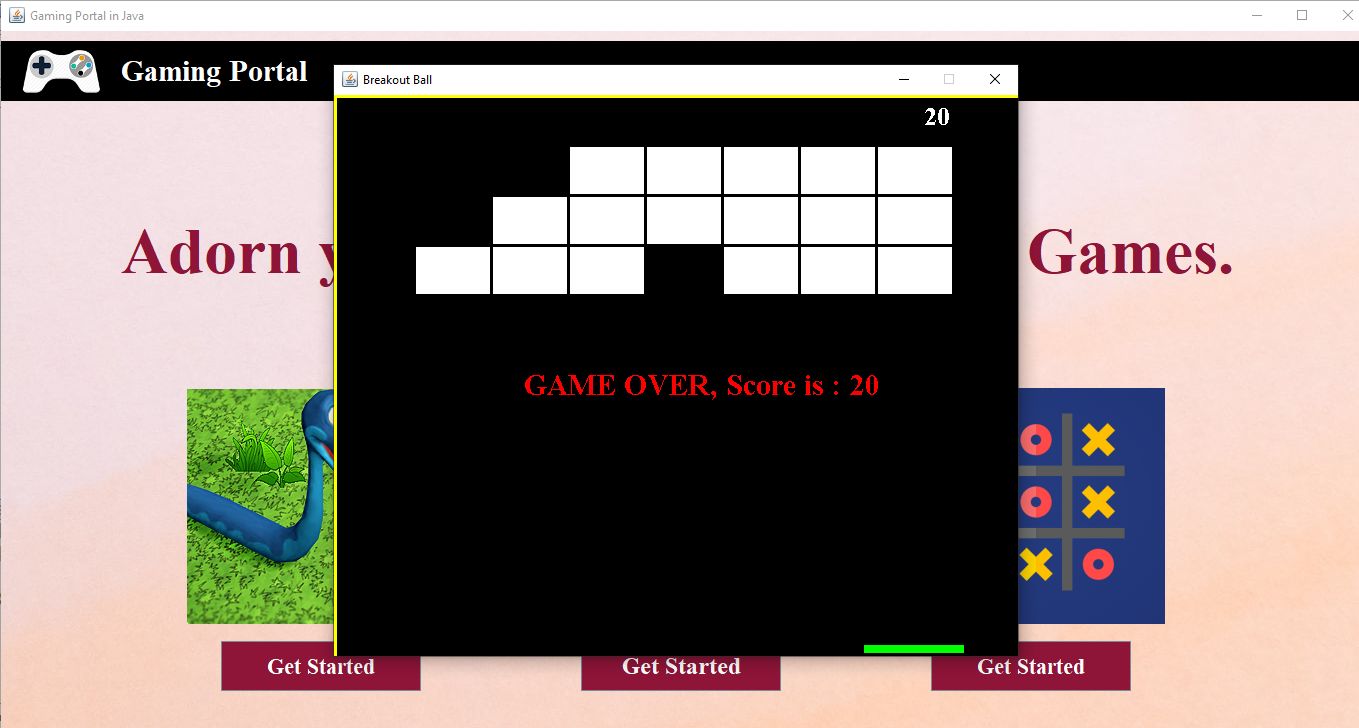 Gaming Portal in Java
Gaming Portal
Breakout Ball
20
Adorn
Games.
GAME OVER, Score is : 20
Get Started
Get Started
Get Started